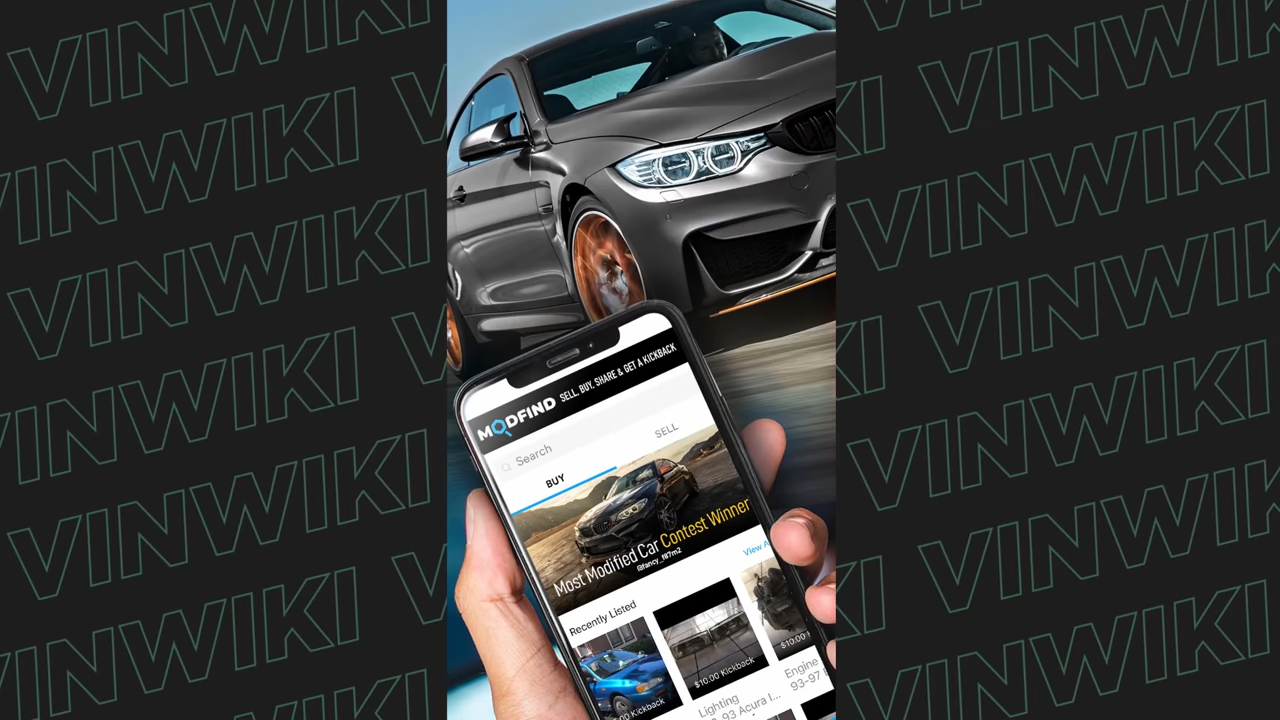 VINWIKI
MODFIND SELL. BUY. SHARE & GET A KICKBACK
Search
BUY
SELL
Most Modified Car Contest Winner
@fancy_f87m2
View A
Recently Listed
Kickback
$10.00 Kickback
$10.00
Lighting
93 Acura
Engine
93-97